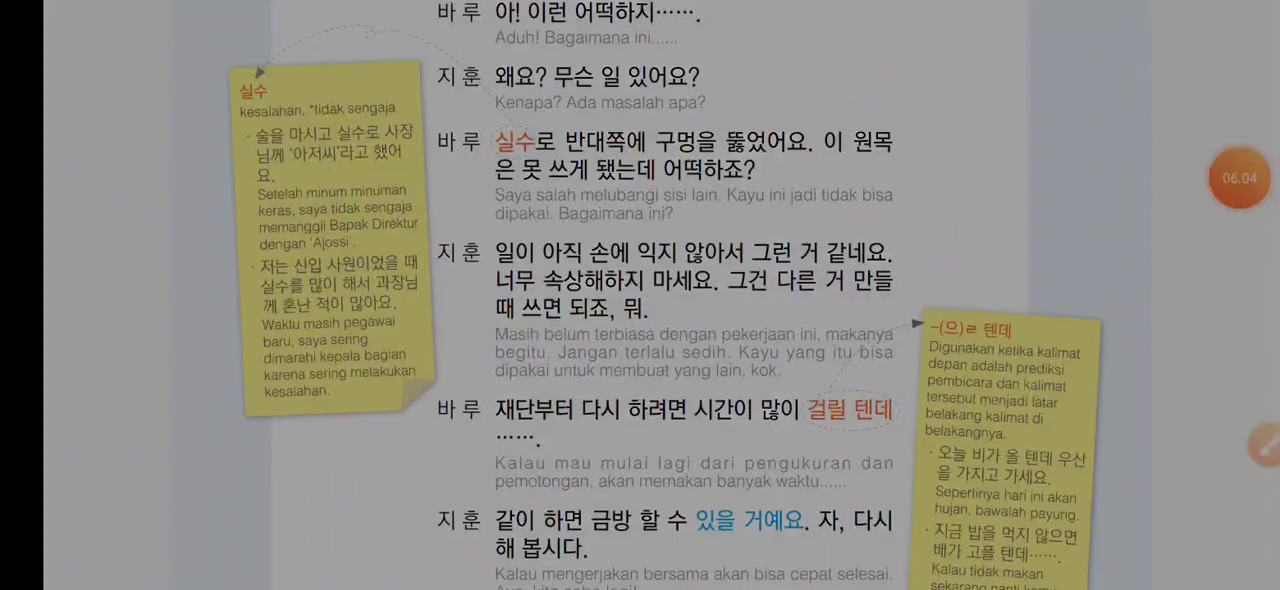 바 루 아! 이런 어떡하지…….
Aduh! Bagaimana ini......
지 훈 왜요? 무슨 일 있어요?
Kenapa? Ada masalah apa?
바 루 실수로 반대쪽에 구멍을 뚫었어요. 이 원목
은 못 쓰게 됐는데 어떡하죠?
Saya salah melubangi sisi lain. Kayu ini jadi tidak bisa
dipakai. Bagaimana ini?
지 훈 일이 아직 손에 익지 않아서 그런 거 같네요.
너무 속상해하지 마세요. 그건 다른 거 만들
때 쓰면 되죠, 뭐.
Masih belum terbiasa dengan pekerjaan ini, makanya
begitu. Jangan terlalu sedih. Kayu yang itu bisa
dipakai untuk membuat yang lain, kok.
바 루 재단부터 다시 하려면 시간이 많이 걸릴 텐데
…….
Kalau mau mulai lagi dari pengukuran dan
pemotongan, akan memakan banyak waktu......
지 훈 같이 하면 금방 할 수 있을 거예요. 자, 다시
해 봅시다.
Kalau mengerjakan bersama akan bisa cepat selesai.
실수
kesalahan, *tidak sengaja
· 술을 마시고 실수로 사장
님께 '아저씨'라고 했어
요.
Setelah minum minuman
keras, saya tidak sengaja
memanggil Bapak Direktur
dengan 'Ajossi'.
· 저는 신입 사원이었을 때
실수를 많이 해서 과장님
께 혼난 적이 많아요.
Waktu masih pegawai
baru, saya sering
dimarahi kepala bagian
karena sering melakukan
kesalahan.
-(으)ㄹ 텐데
Digunakan ketika kalimat
depan adalah prediksi
pembicara dan kalimat
tersebut menjadi latar
belakang kalimat di
belakangnya.
· 오늘 비가 올 텐데 우산
을 가지고 가세요.
Sepertinya hari ini akan
hujan, bawalah payung.
· 지금 밥을 먹지 않으면
배가 고플 텐데…….
Kalau tidak makan
06.04